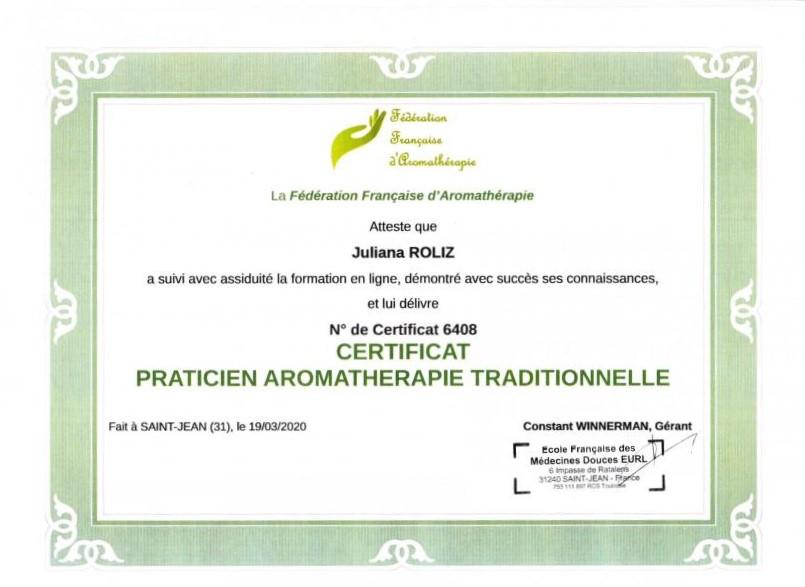 Fédération
Française
d'Aromathérapie
La Fédération Française d'Aromathérapie
Atteste que
Juliana ROLIZ
a suivi avec assiduité la formation en ligne, démontré avec succès ses connaissances,
et lui délivre
N° de Certificat 6408
CERTIFICAT
PRATICIEN AROMATHERAPIE TRADITIONNELLE
Fait à SAINT-JEAN (31), le 19/03/2020
Constant WINNERMAN, Gérant
Ecole Française des
Médecines Douces EURL
6 Impasse de Ratalens
31240 SAINT-JEAN - France
RCS Toulouse